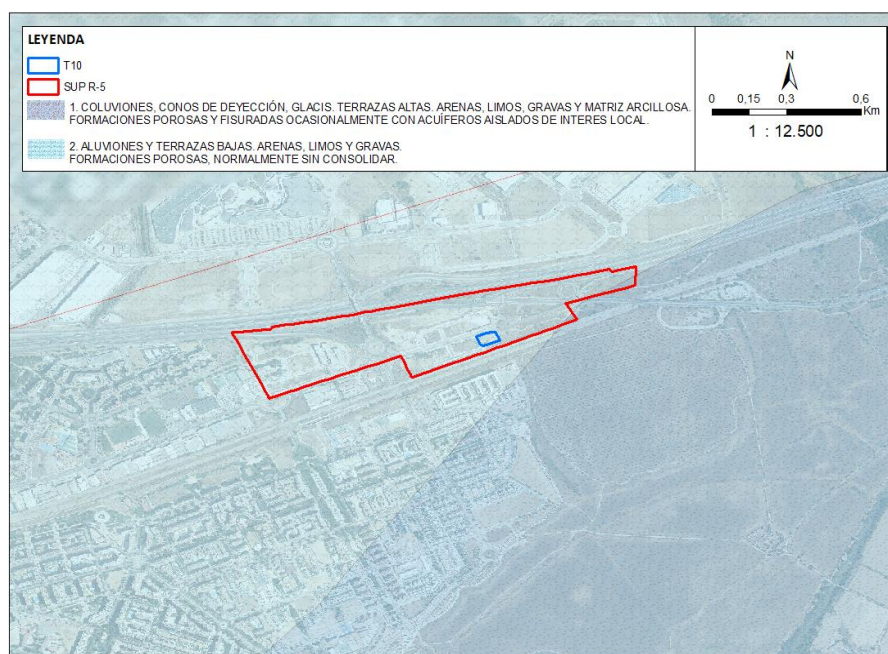 LEYENDA
T10
SUP R-5
1. COLUVIONES, CONOS DE DEYECCIÓN, GLACIS. TERRAZAS ALTAS. ARENAS, LIMOS, GRAVAS Y MATRIZ ARCILLOSA.
FORMACIONES POROSAS Y FISURADAS OCASIONALMENTE CON ACUÍFEROS AISLADOS DE INTERES LOCAL.
2. ALUVIONES Y TERRAZAS BAJAS. ARENAS, LIMOS Y GRAVAS.
FORMACIONES POROSAS, NORMALMENTE SIN CONSOLIDAR.
N
0 0,15 0,3 0,6
Km
1 : 12.500